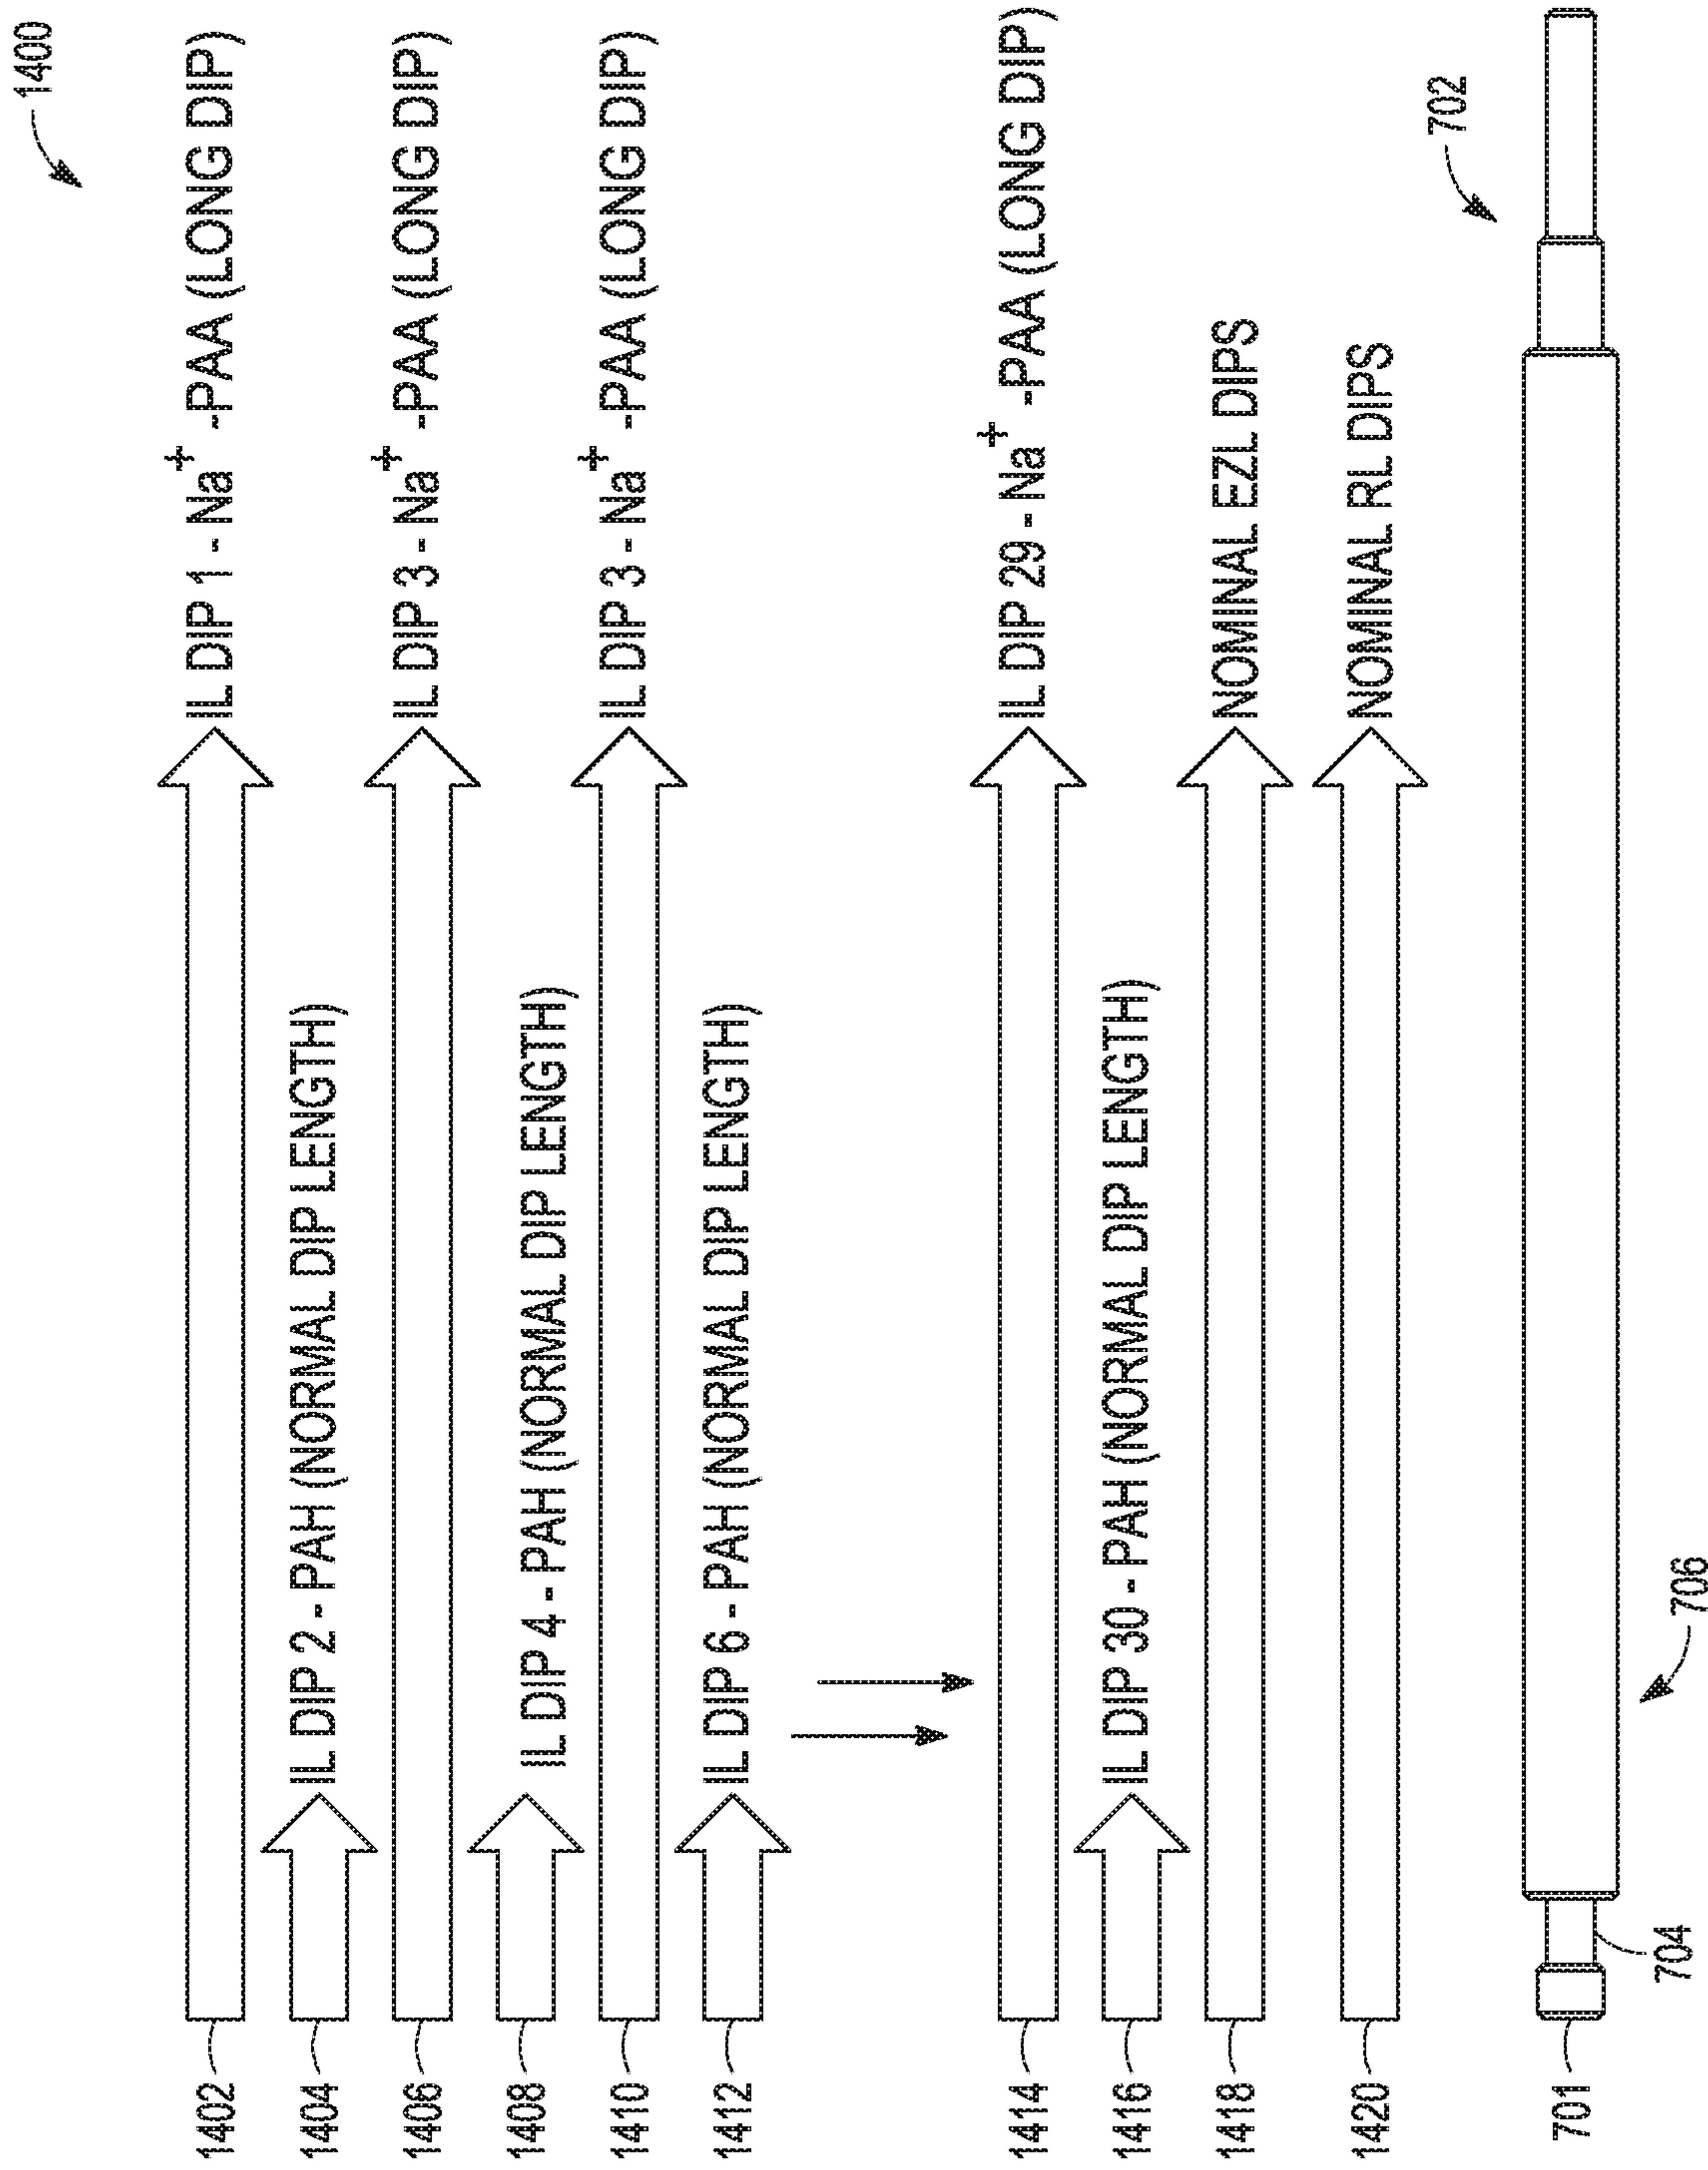 1400
1402 IL DIP 1 - Na+ -PAA (LONG DIP)
1404 IL DIP 2 - PAH (NORMAL DIP LENGTH)
1406 IL DIP 3 - Na+ -PAA (LONG DIP)
1408 IL DIP 4 - PAH (NORMAL DIP LENGTH)
1410 IL DIP 3 - Na+ -PAA (LONG DIP)
1412 IL DIP 6 - PAH (NORMAL DIP LENGTH)
1414 IL DIP 29 - Na+ -PAA (LONG DIP)
1416 IL DIP 30 - PAH (NORMAL DIP LENGTH)
1418 NOMINAL EZL DIPS
1420 NOMINAL RL DIPS
702
701
704
706